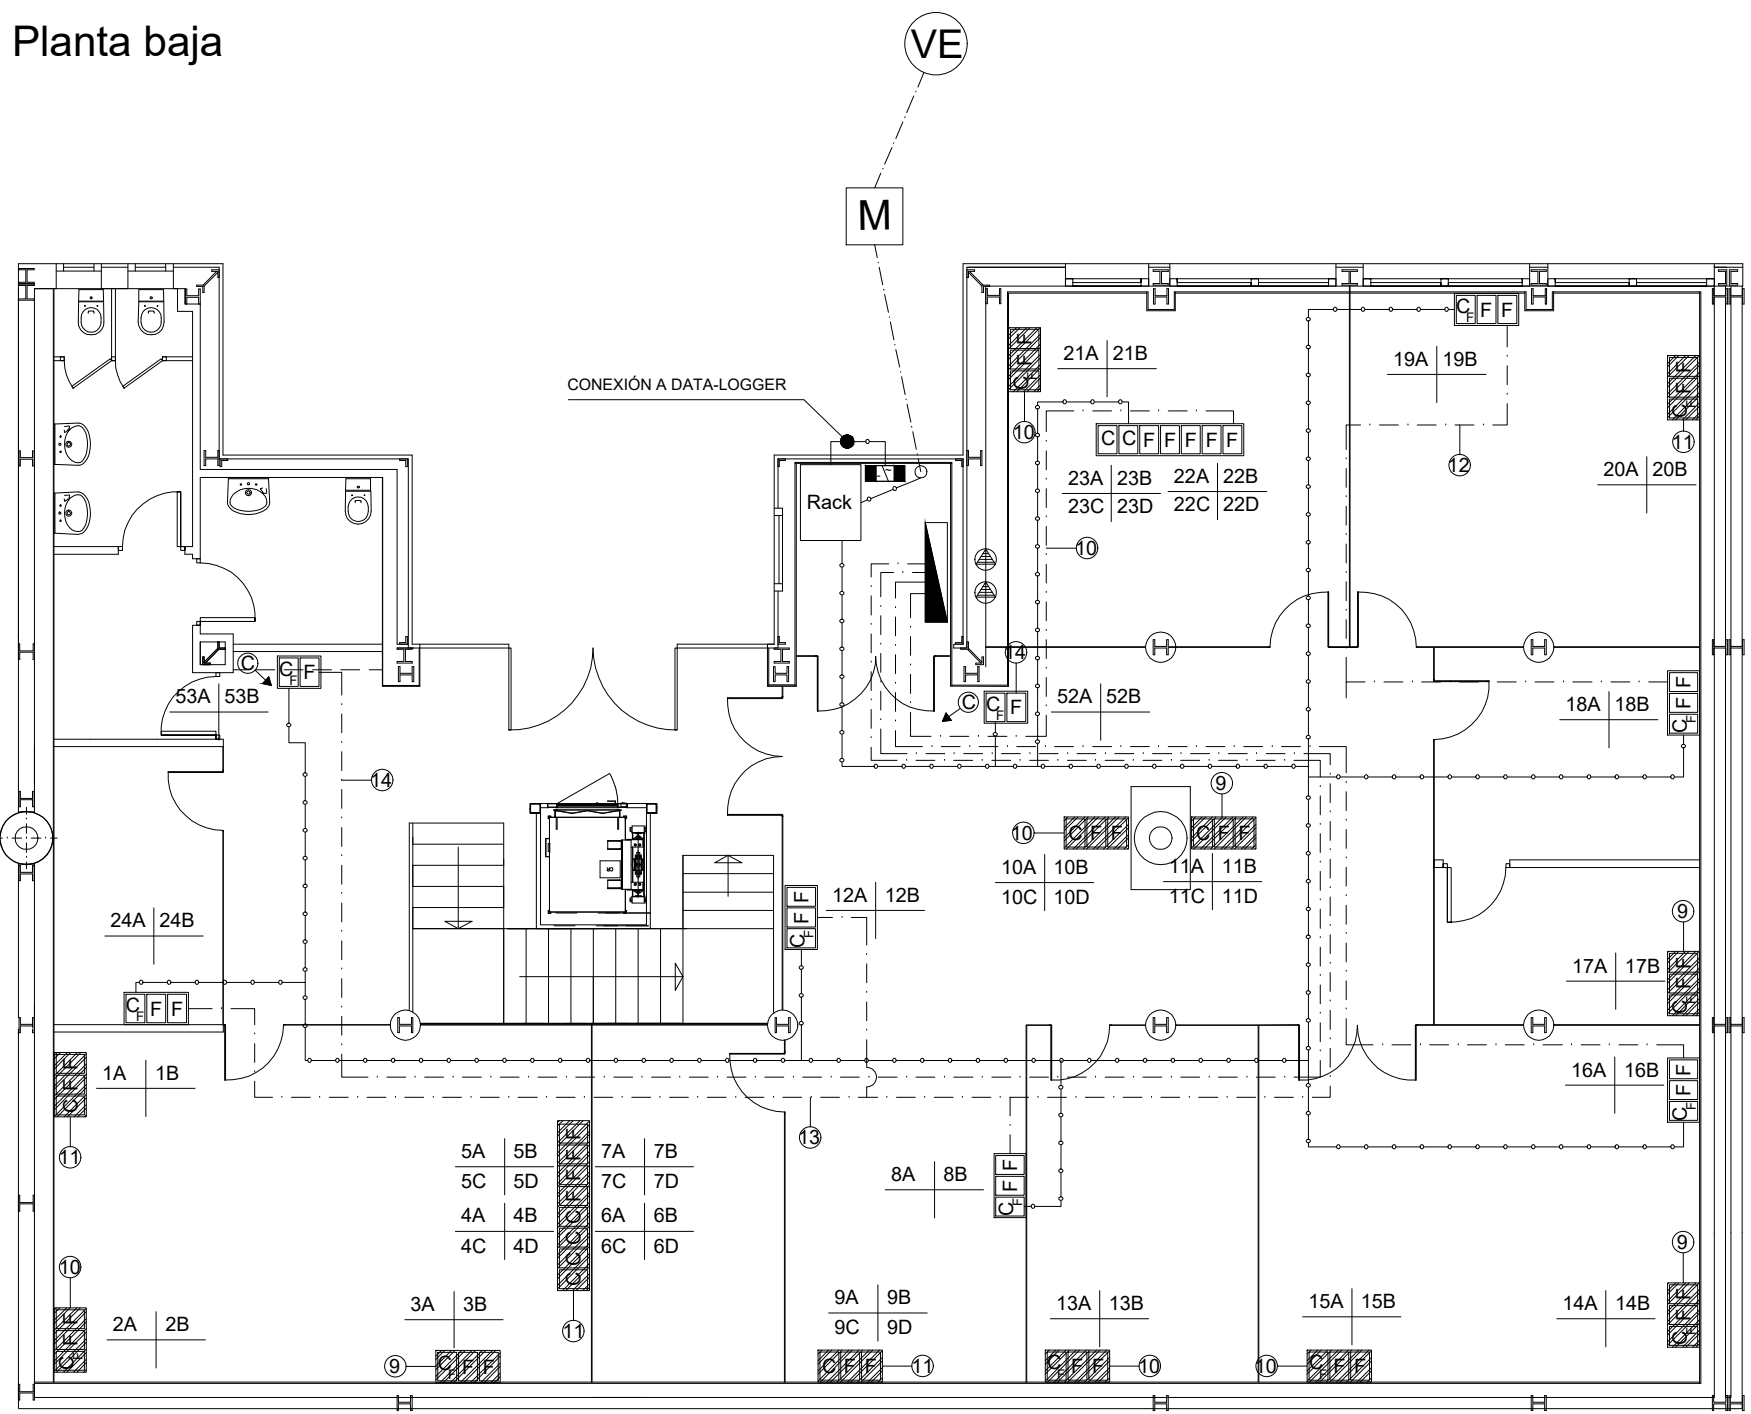 Planta baja
VE
M
CONEXIÓN A DATA-LOGGER
Rack
C F F F
10
21A 21B
C C F F F F F
23A 23B 22A 22B
23C 23D 22C 22D
10
C F F F
19A 19B
12
C F F F
11
20A 20B
C
C F F
53A 53B
14
14
C
C F F
52A 52B
C F F F
18A 18B
9
10
C F F
C F F
10A 10B
10C 10D
11A 11B
11C 11D
C F F F
12A 12B
24A 24B
C F F F
9
17A 17B
C F F F
C F F
1A 1B
11
16A 16B
C F F F
13
5A 5B
5C 5D
4A 4B
4C 4D
C C C C F F F F
7A 7B
7C 7D
6A 6B
6C 6D
11
8A 8B
C F F F
10
C F F F
2A 2B
3A 3B
9
C F F F
9A 9B
9C 9D
C F F
11
13A 13B
C F F F
10
15A 15B
10
C F F F
14A 14B
9
C F F F